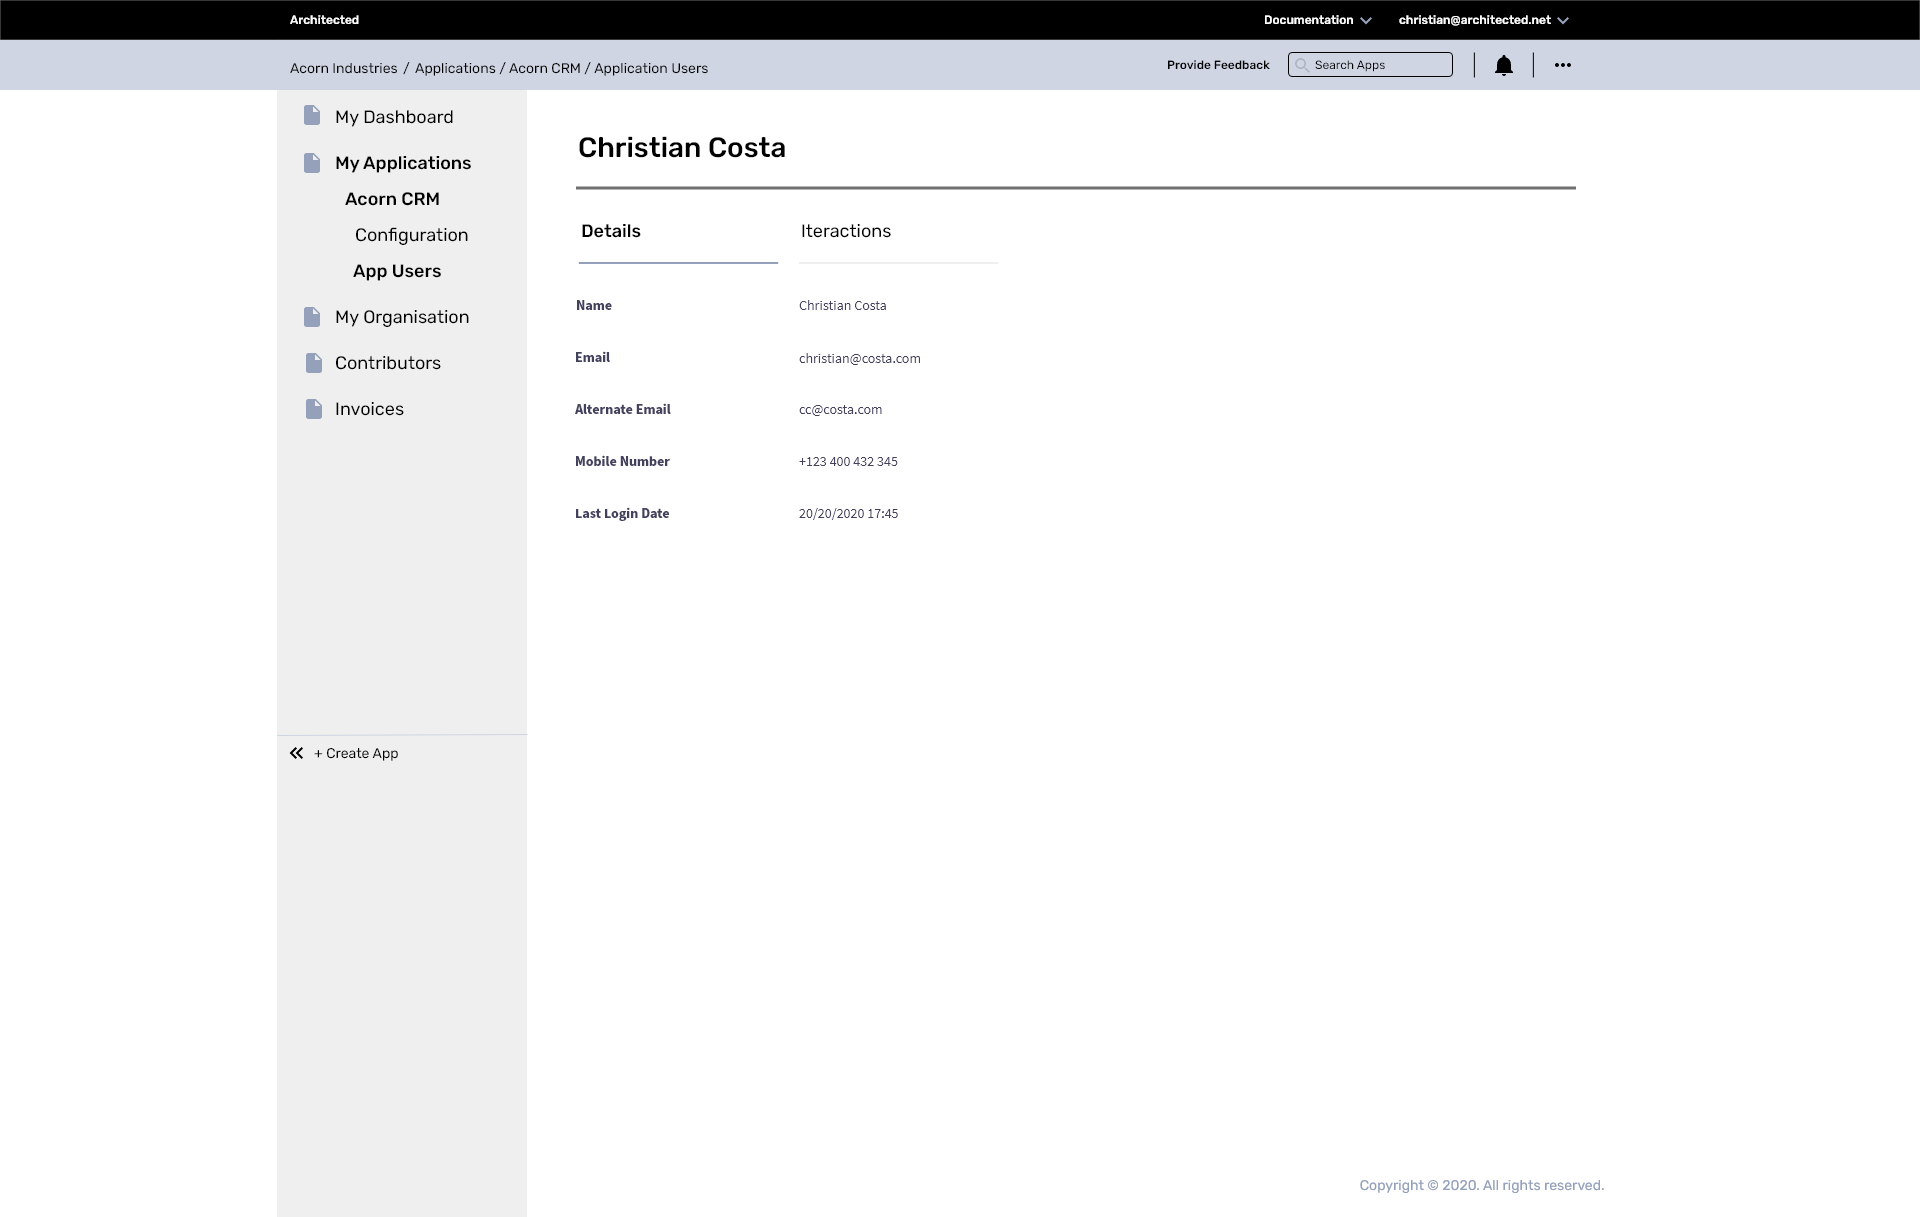 Architected
Documentation
christian@architected.net
Acorn Industries / Applications / Acorn CRM / Application Users
Provide Feedback
Search Apps
My Dashboard
My Applications
Acorn CRM
Configuration
App Users
My Organisation
Contributors
Invoices
+ Create App
Christian Costa
Details
Iteractions
Name
Christian Costa
Email
christian@costa.com
Alternate Email
cc@costa.com
Mobile Number
+123 400 432 345
Last Login Date
20/20/2020 17:45
Copyright © 2020. All rights reserved.